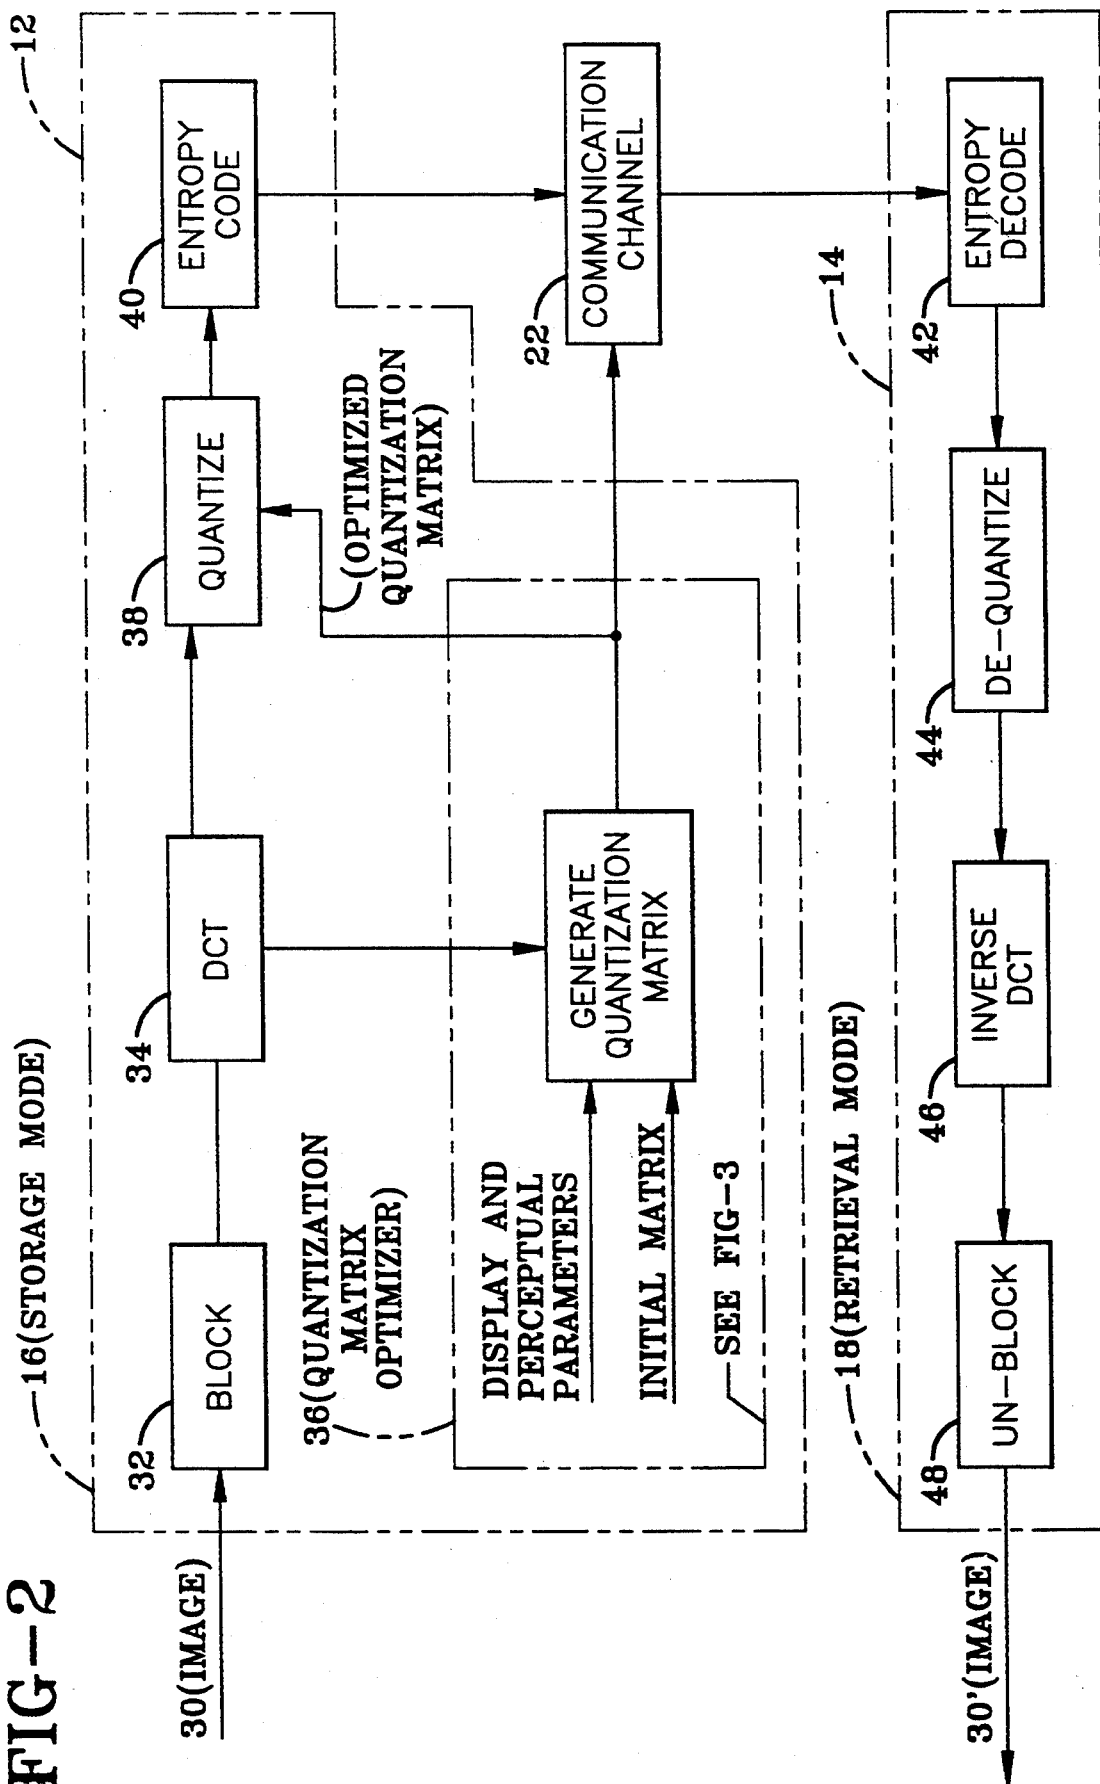 FIG-2
16(STORAGE MODE)
12
30(IMAGE)
32
BLOCK
34
DCT
38
QUANTIZE
40
ENTROPY
CODE
36(QUANTIZATION
MATRIX
OPTIMIZER)
(OPTIMIZED
QUANTIZATION
MATRIX)
DISPLAY AND
PERCEPTUAL
PARAMETERS
INITIAL MATRIX
GENERATE
QUANTIZATION
MATRIX
SEE FIG-3
22
COMMUNICATION
CHANNEL
18(RETRIEVAL MODE)
14
30'(IMAGE)
48
UN-BLOCK
46
INVERSE
DCT
44
DE-QUANTIZE
42
ENTROPY
DECODE